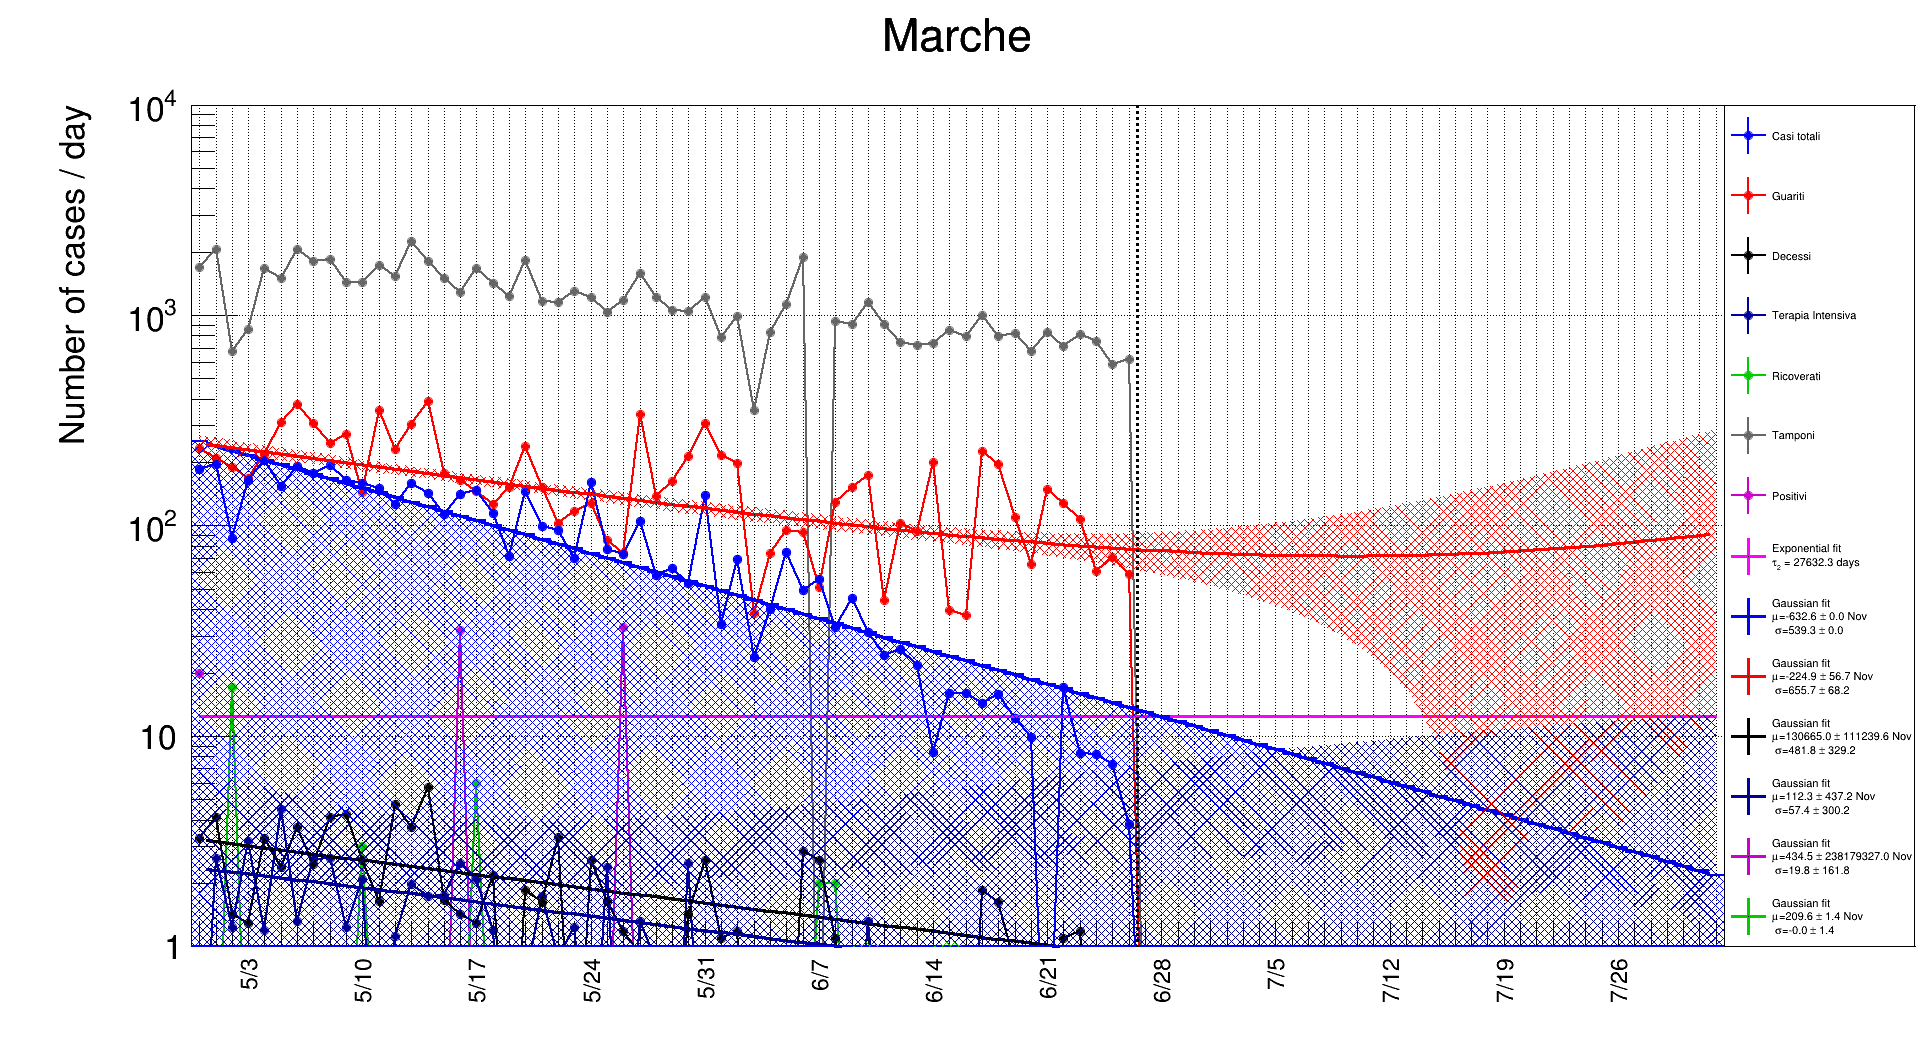 Marche
Number of cases / day
10^4
10^3
10^2
10
1
5/3
5/10
5/17
5/24
5/31
6/7
6/14
6/21
6/28
7/5
7/12
7/19
7/26
Casi totali
Guariti
Decessi
Terapia Intensiva
Ricoverati
Tamponi
Positivi
Exponential fit
τ₂ = 27632.3 days
Gaussian fit
μ=-632.6 ± 0.0 Nov
σ=539.3 ± 0.0
Gaussian fit
μ=-224.9 ± 56.7 Nov
σ=655.7 ± 68.2
Gaussian fit
μ=130665.0 ± 111239.6 Nov
σ=481.8 ± 329.2
Gaussian fit
μ=112.3 ± 437.2 Nov
σ=57.4 ± 300.2
Gaussian fit
μ=434.5 ± 238179327.0 Nov
σ=19.8 ± 161.8
Gaussian fit
μ=209.6 ± 1.4 Nov
σ=-0.0 ± 1.4